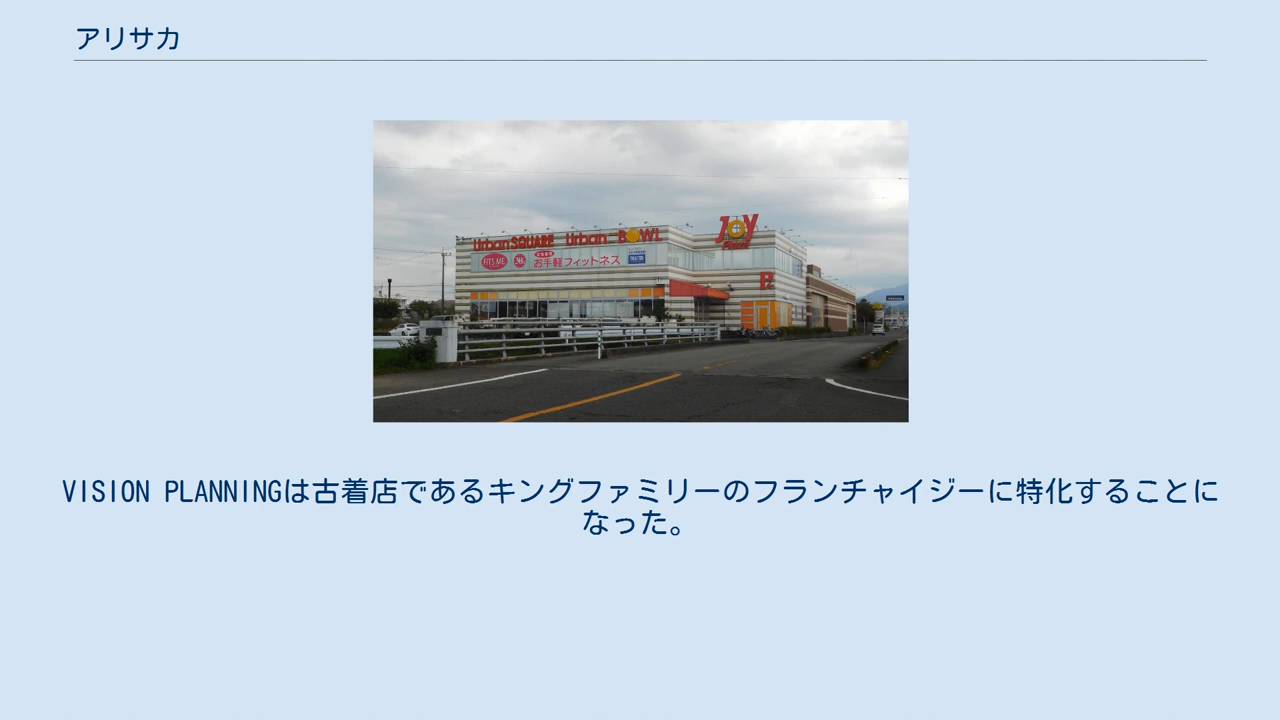 アリサカ
Urban SQUARE Urban BOWL JOY
FITS ME お手軽フィットネス
P
VISION PLANNINGは古着店であるキングファミリーのフランチャイジーに特化することに
なった。